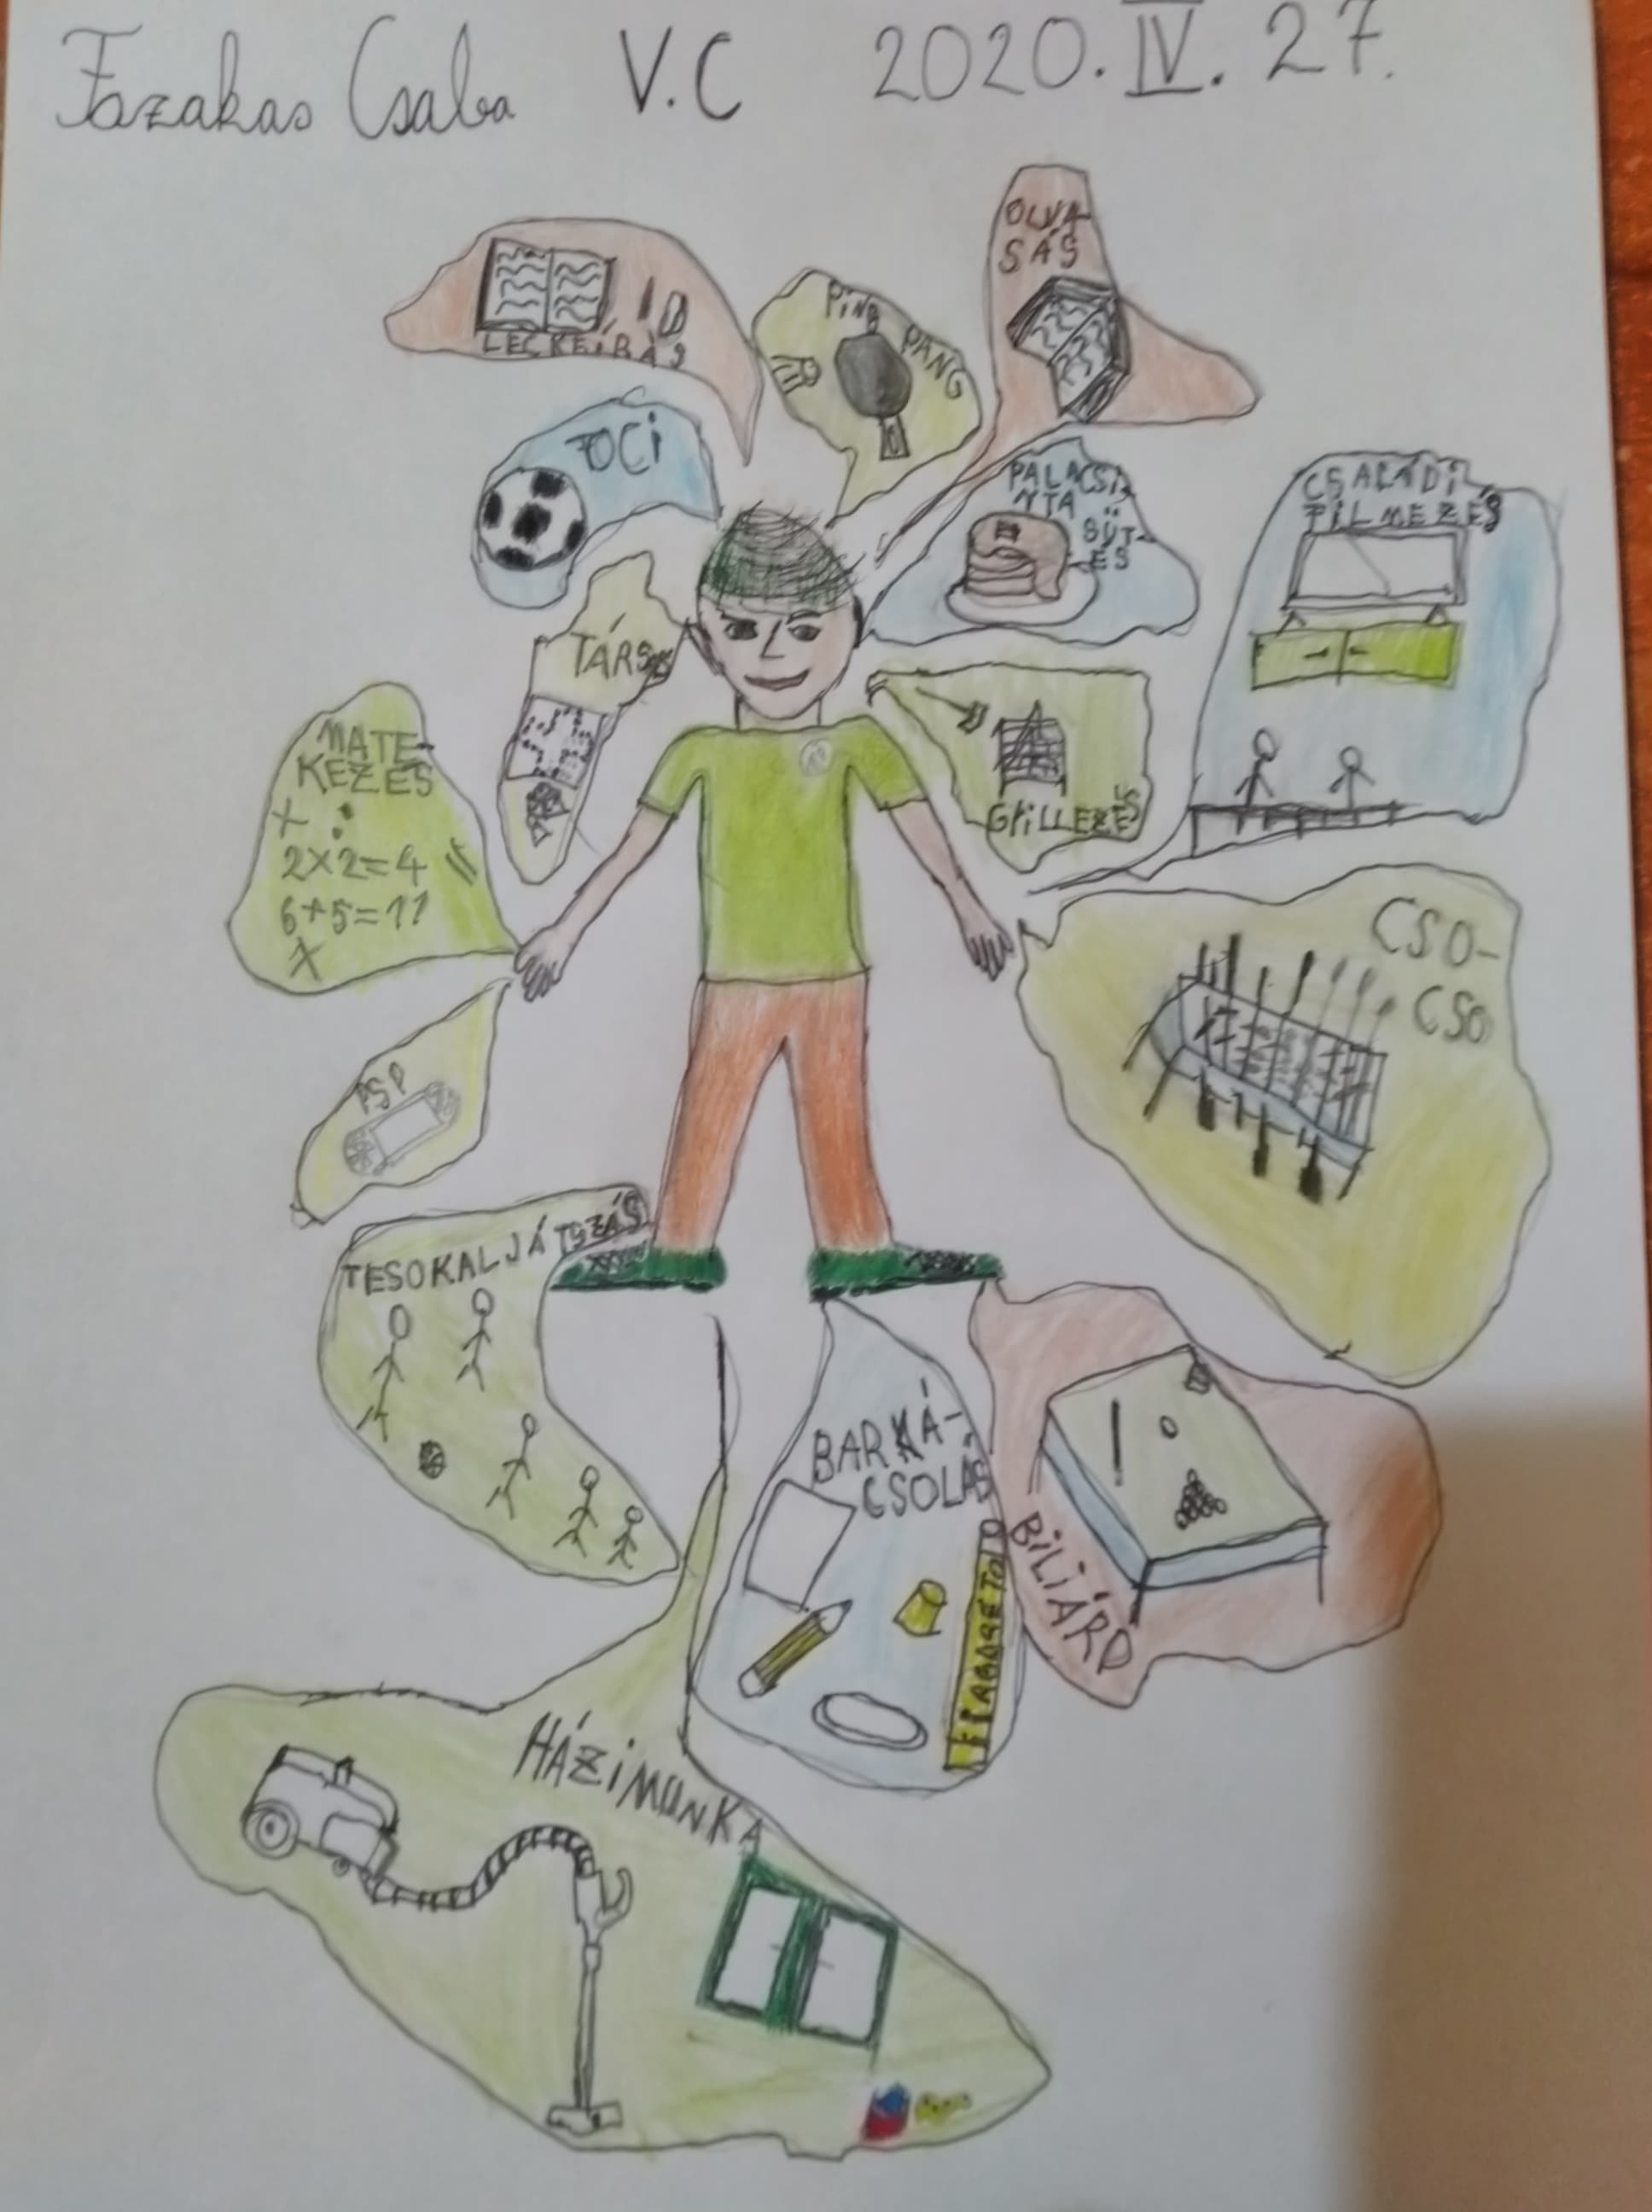 Fazakas Csaba V.C 2020. IV. 27.
OLVA-
SÁS
LECKEÍRÁS
PING
PANG
FOCI
PALACSI-
NTA
SÜT-
ÉS
CSALÁDI
FILMEZÉS
TÁRSAS
MATE-
KEZÉS
+ :
2×2=4
6+5=11
GRILLEZÉS
CSO-
CSO
PSP
TESOKALJÁTSZÁS
BARKÁ-
CSOLÁS
BILIÁRD
HÁZIMUNKA